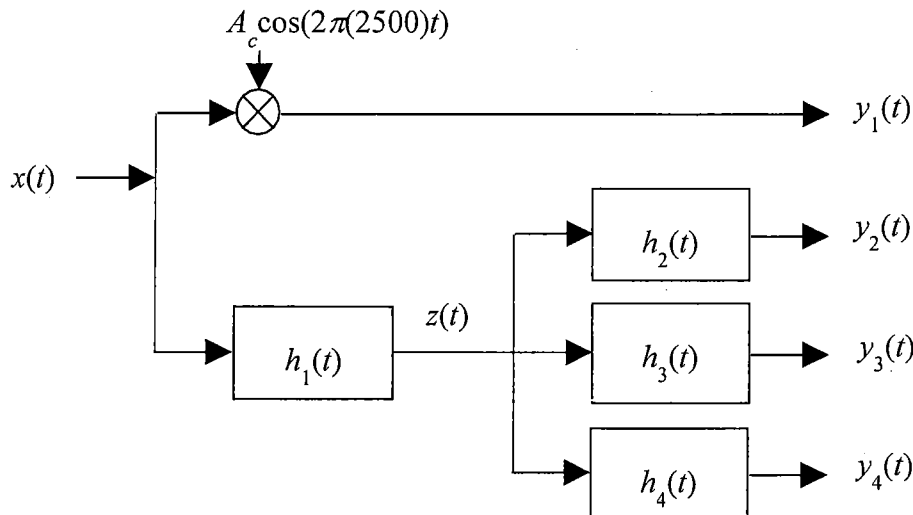 A_c cos(2π(2500)t)
y_1(t)
x(t)
h_2(t)
y_2(t)
z(t)
h_1(t)
h_3(t)
y_3(t)
h_4(t)
y_4(t)